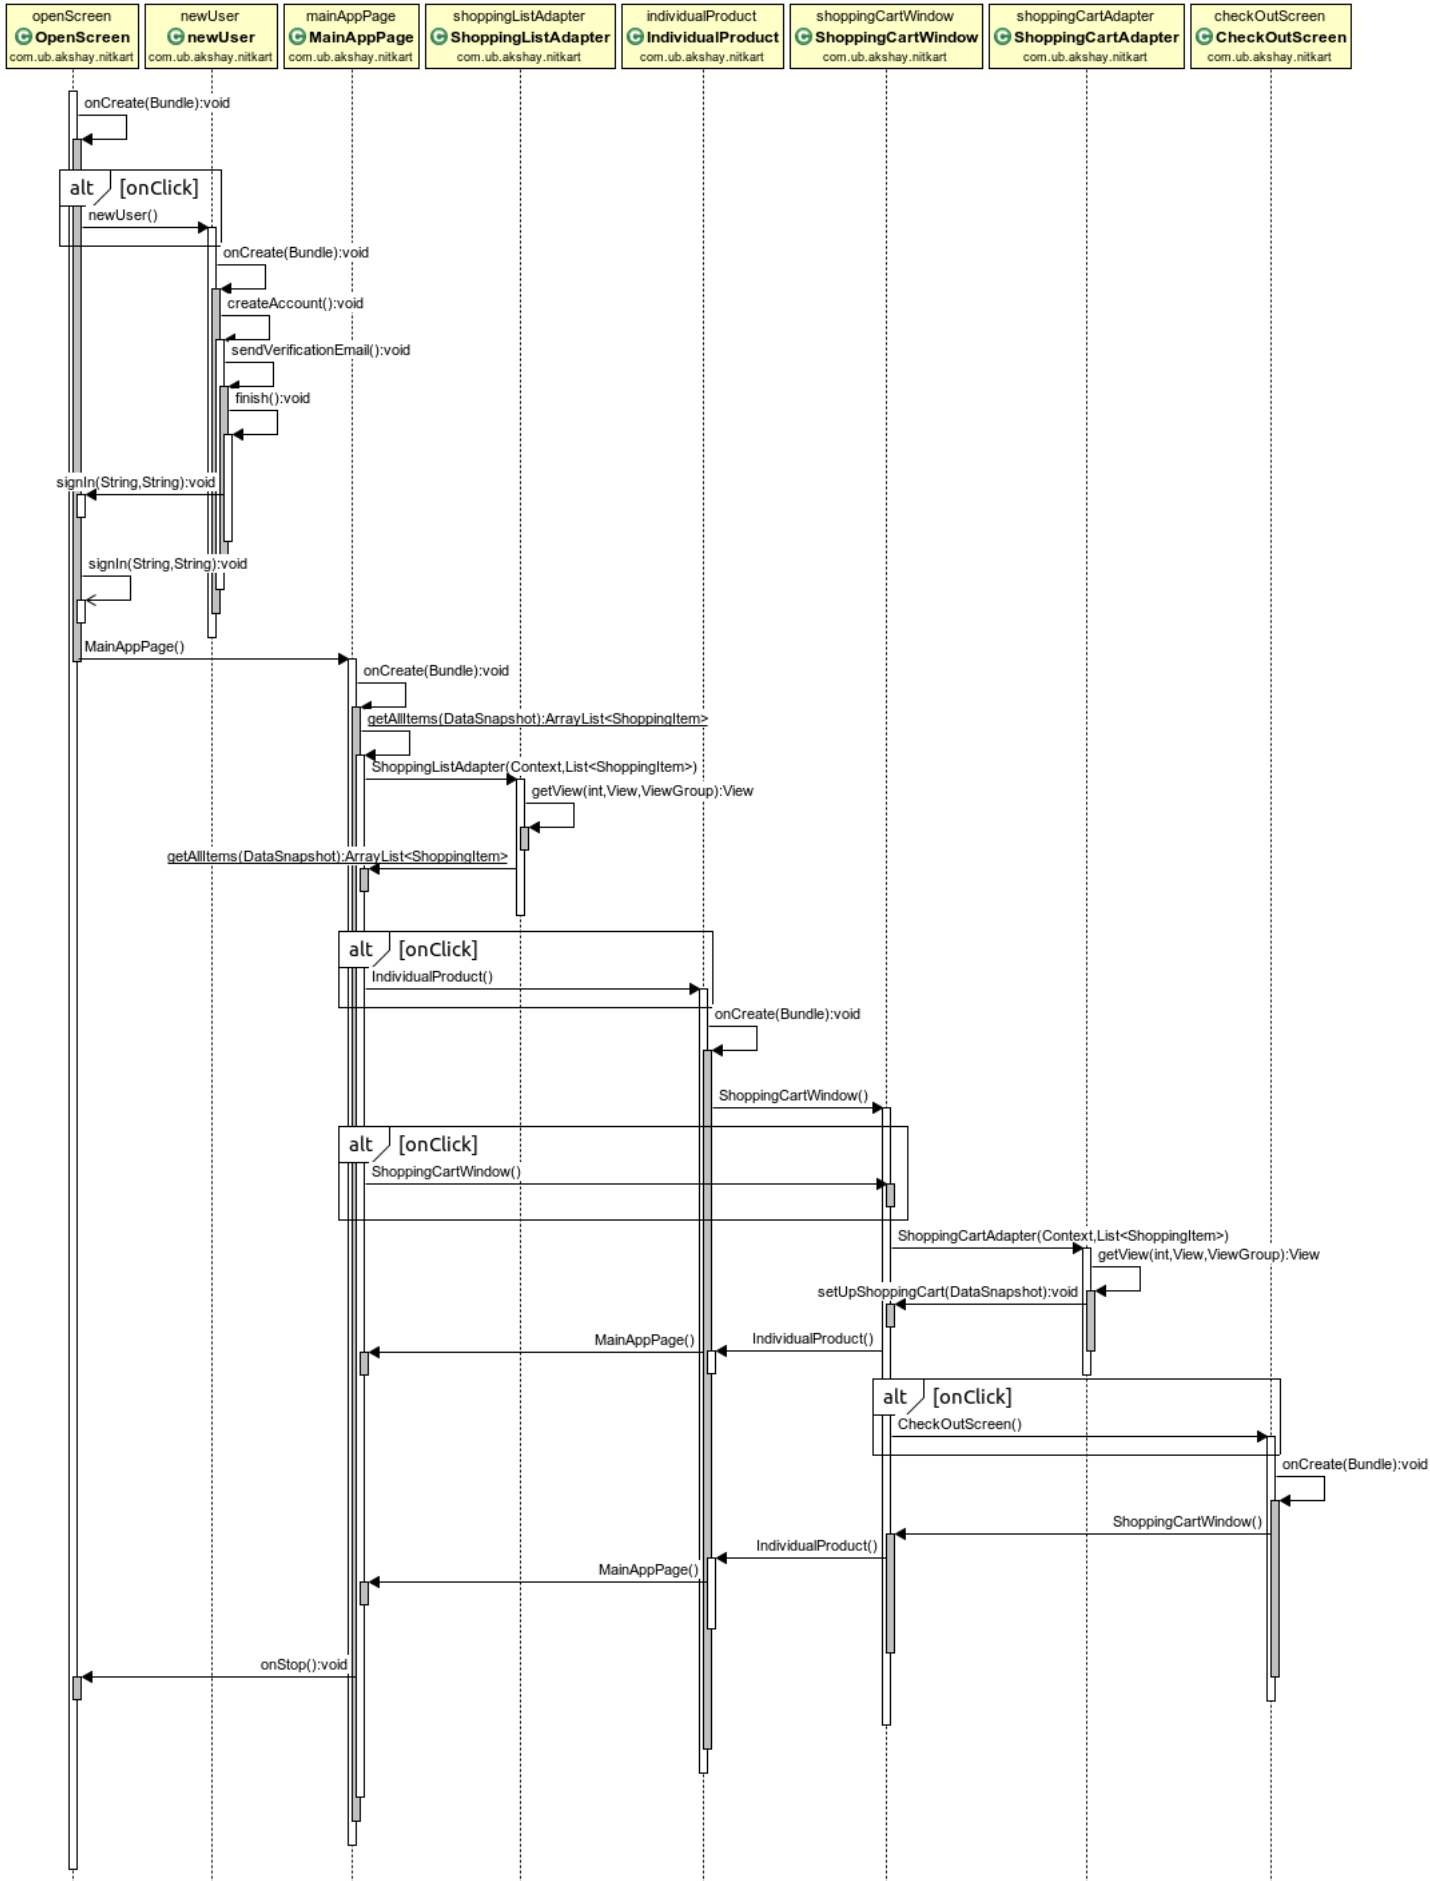 openScreen
OpenScreen
com.ub.akshay.nitkart
newUser
newUser
com.ub.akshay.nitkart
mainAppPage
MainAppPage
com.ub.akshay.nitkart
shoppingListAdapter
ShoppingListAdapter
com.ub.akshay.nitkart
individualProduct
IndividualProduct
com.ub.akshay.nitkart
shoppingCartWindow
ShoppingCartWindow
com.ub.akshay.nitkart
shoppingCartAdapter
ShoppingCartAdapter
com.ub.akshay.nitkart
checkOutScreen
CheckOutScreen
com.ub.akshay.nitkart
onCreate(Bundle):void
alt [onClick]
newUser()
onCreate(Bundle):void
createAccount():void
sendVerificationEmail():void
finish():void
signIn(String,String):void
signIn(String,String):void
MainAppPage()
onCreate(Bundle):void
getAllItems(DataSnapshot):ArrayList<ShoppingItem>
ShoppingListAdapter(Context,List<ShoppingItem>)
getView(int,View,ViewGroup):View
getAllItems(DataSnapshot):ArrayList<ShoppingItem>
alt [onClick]
IndividualProduct()
onCreate(Bundle):void
ShoppingCartWindow()
alt [onClick]
ShoppingCartWindow()
ShoppingCartAdapter(Context,List<ShoppingItem>)
getView(int,View,ViewGroup):View
setUpShoppingCart(DataSnapshot):void
MainAppPage()
IndividualProduct()
alt [onClick]
CheckOutScreen()
onCreate(Bundle):void
ShoppingCartWindow()
IndividualProduct()
MainAppPage()
onStop():void